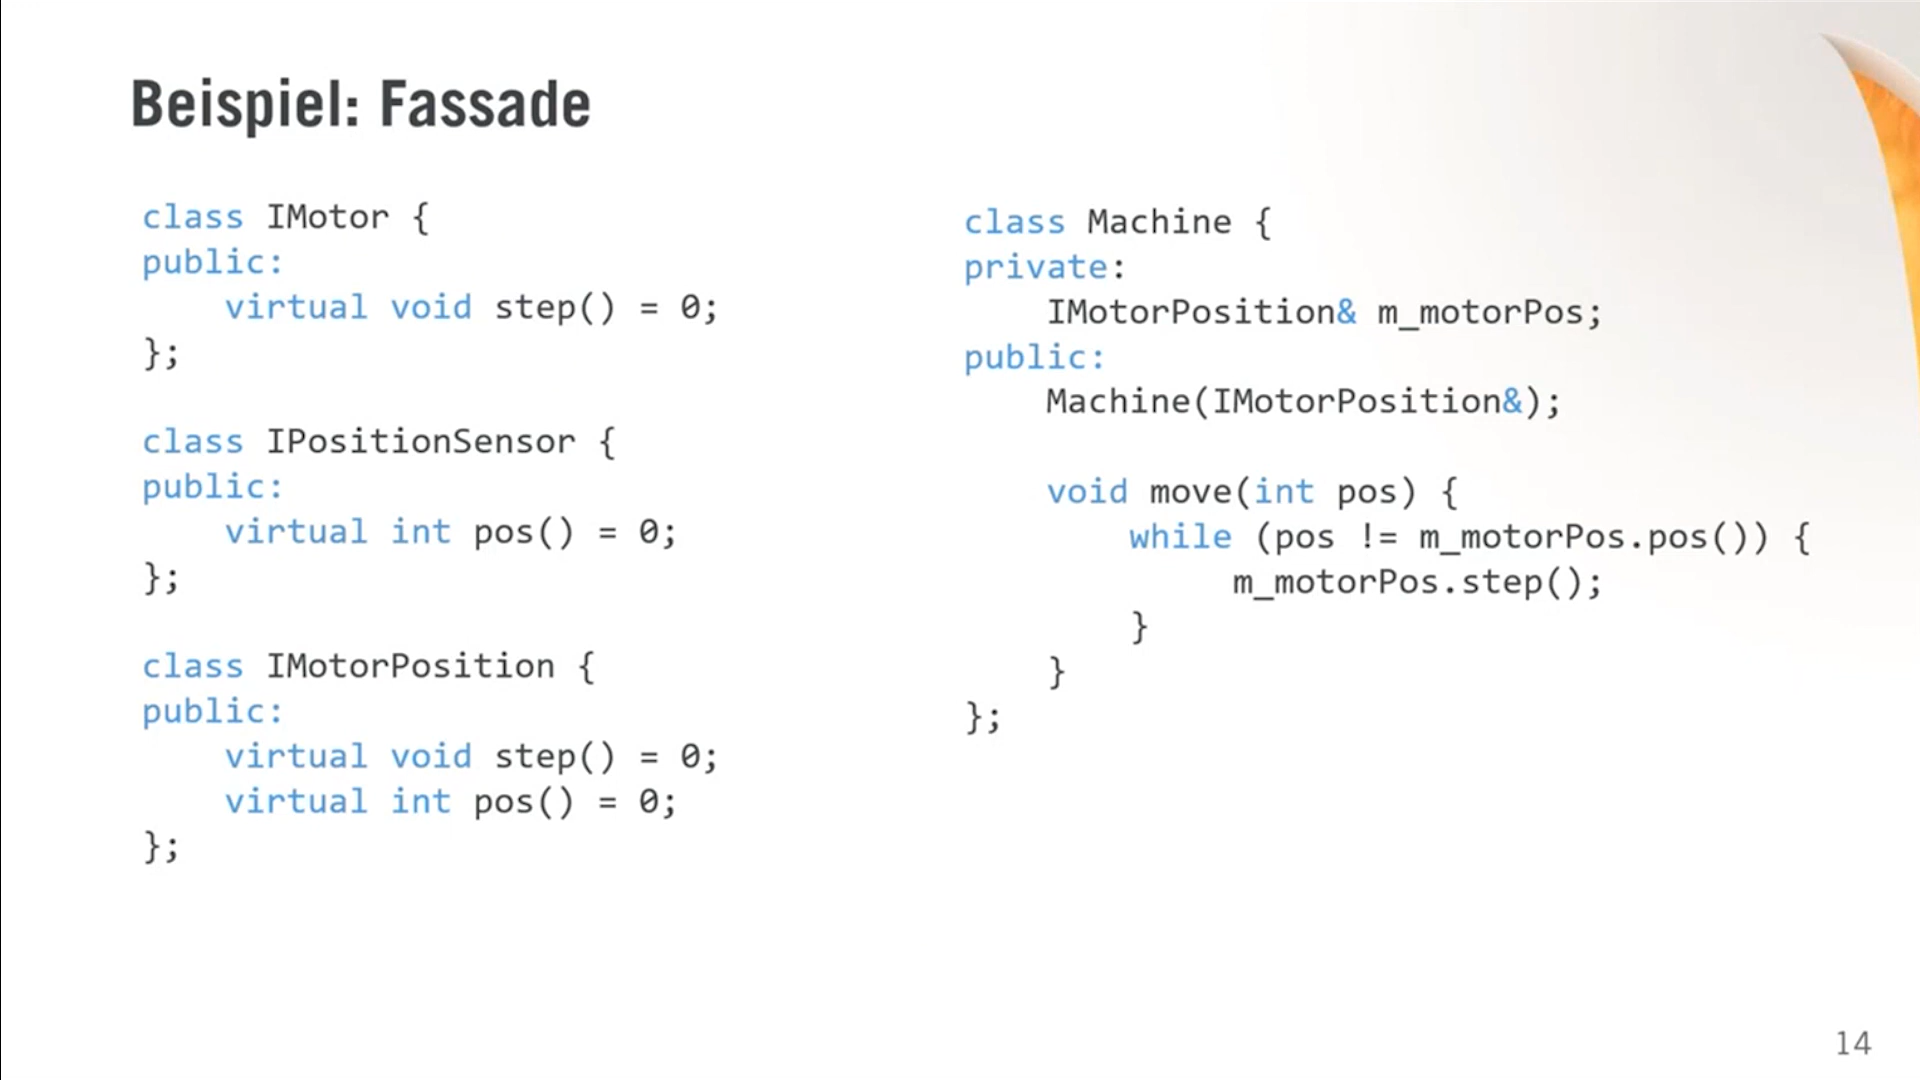 Beispiel: Fassade
class IMotor {
public:
    virtual void step() = 0;
};

class IPositionSensor {
public:
    virtual int pos() = 0;
};

class IMotorPosition {
public:
    virtual void step() = 0;
    virtual int pos() = 0;
};

class Machine {
private:
    IMotorPosition& m_motorPos;
public:
    Machine(IMotorPosition&);

    void move(int pos) {
        while (pos != m_motorPos.pos()) {
             m_motorPos.step();
        }
    }
};
14